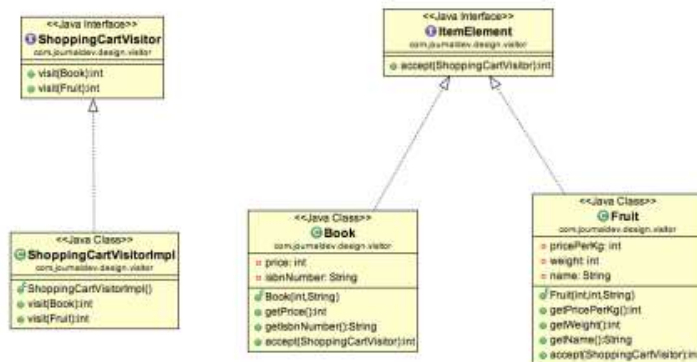 <<Java Interface>>
ShoppingCartVisitor
com.journaldev.design.visitor
visit(Book):int
visit(Fruit):int
<<Java Interface>>
ItemElement
com.journaldev.design.visitor
accept(ShoppingCartVisitor):int
<<Java Class>>
ShoppingCartVisitorImpl
com.journaldev.design.visitor
ShoppingCartVisitorImpl()
visit(Book):int
visit(Fruit):int
<<Java Class>>
Book
com.journaldev.design.visitor
price: int
isbnNumber: String
Book(int,String)
getPrice():int
getIsbnNumber():String
accept(ShoppingCartVisitor):int
<<Java Class>>
Fruit
com.journaldev.design.visitor
pricePerKg: int
weight: int
name: String
Fruit(int,int,String)
getPricePerKg():int
getWeight():int
getName():String
accept(ShoppingCartVisitor):int